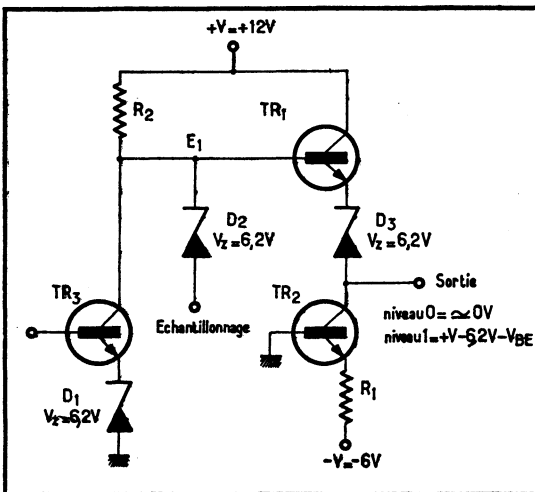 +V=+12V
R2
TR1
E1
D2
VZ=6,2V
D3
VZ=6,2V
Sortie
TR3
TR2
Echantillonnage
niveau 0= ≃0V
niveau 1=+V-6,2V-VBE
D1
VZ=6,2V
R1
-V=-6V